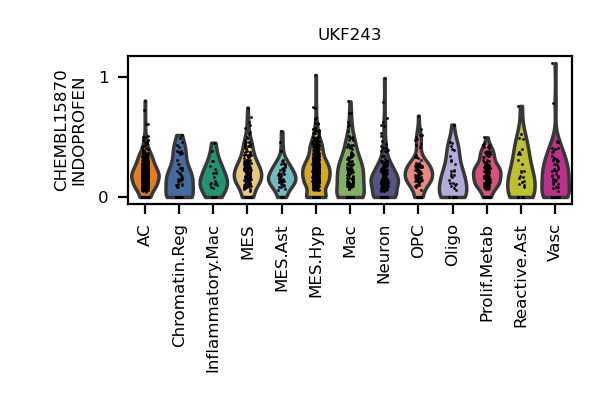 UKF243
CHEMBL15870
INDOPROFEN
1
0
AC
Chromatin.Reg
Inflammatory.Mac
MES
MES.Ast
MES.Hyp
Mac
Neuron
OPC
Oligo
Prolif.Metab
Reactive.Ast
Vasc